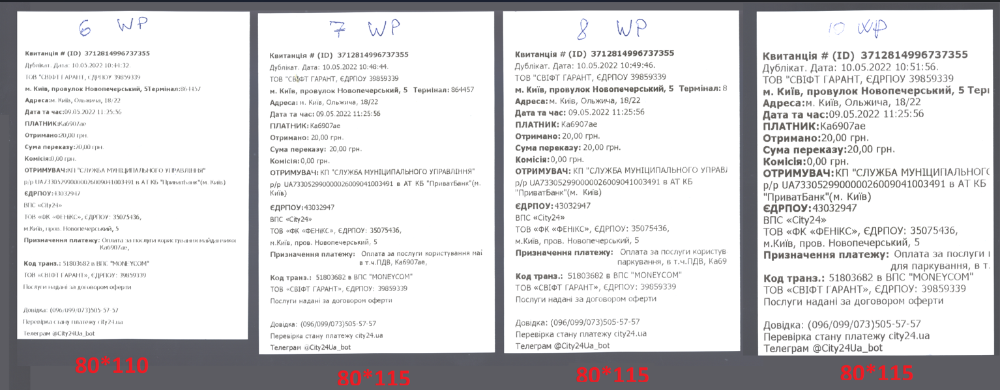 6 WP
Квитанція # (ID) 3712814996737355
Дублікат. Дата: 10.05.2022 10:44:32.
ТОВ "СВІФТ ГАРАНТ, ЄДРПОУ 39859339
м. Київ, провулок Новопечерський, 5Термінал:864457
Адреса:м. Київ, Ольжича, 18/22
Дата та час:09.05.2022 11:25:56
ПЛАТНИК:Ка6907ае
Отримано:20,00 грн.
Сума переказу:20,00 грн.
Комісія:0,00 грн.
ОТРИМУВАЧ:КП "СЛУЖБА МУНІЦИПАЛЬНОГО УПРАВЛІННЯ"
р/р UA733052990000026009041003491 в АТ КБ "ПриватБанк"(м. Київ)
ЄДРПОУ:43032947
ВПС «City24»
ТОВ «ФК «ФЕНіКС», ЄДРПОУ: 35075436,
м.Київ, пров. Новопечерський, 5
Призначення платежу: Оплата за послуги користування майданчикої
Ка6907ае,
Код транз.: 51803682 в ВПС "MONEYCOM"
ТОВ «СВІФТ ГАРАНТ», ЄДРПОУ: 39859339
Послуги надані за договором оферти
Довідка: (096/099/073)505-57-57
Перевірка стану платежу city24.ua
Телеграм @City24Ua_bot
80*110
7 WP
Квитанція # (ID) 3712814996737355
Дублікат. Дата: 10.05.2022 10:48:44.
ТОВ "СВІФТ ГАРАНТ, ЄДРПОУ 39859339
м. Київ, провулок Новопечерський, 5 Термінал: 864457
Адреса: м. Київ, Ольжича, 18/22
Дата та час: 09.05.2022 11:25:56
ПЛАТНИК: Ка6907ае
Отримано: 20,00 грн.
Сума переказу: 20,00 грн.
Комісія: 0,00 грн.
ОТРИМУВАЧ: КП "СЛУЖБА МУНІЦИПАЛЬНОГО УПРАВЛІННЯ"
р/р UA733052990000026009041003491 в АТ КБ "ПриватБанк"(м.
Київ)
ЄДРПОУ:43032947
ВПС «City24»
ТОВ «ФК «ФЕНіКС», ЄДРПОУ: 35075436,
м.Київ, пров. Новопечерський, 5
Призначення платежу: Оплата за послуги користування май
в т.ч.ПДВ, Ка6907ае,
Код транз.: 51803682 в ВПС "MONEYCOM"
ТОВ «СВІФТ ГАРАНТ», ЄДРПОУ: 39859339
Послуги надані за договором оферти
Довідка: (096/099/073)505-57-57
Перевірка стану платежу city24.ua
Телеграм @City24Ua_bot
80*115
8 WP
Квитанція # (ID) 3712814996737355
Дублікат. Дата: 10.05.2022 10:49:46.
ТОВ "СВІФТ ГАРАНТ, ЄДРПОУ 39859339
м. Київ, провулок Новопечерський, 5 Термінал: 8
Адреса: м. Київ, Ольжича, 18/22
Дата та час: 09.05.2022 11:25:56
ПЛАТНИК: Ка6907ае
Отримано: 20,00 грн.
Сума переказу: 20,00 грн.
Комісія:0,00 грн.
ОТРИМУВАЧ: КП "СЛУЖБА МУНІЦИПАЛЬНОГО УПРАВЛ
р/р UA733052990000026009041003491 в АТ КБ
"ПриватБанк"(м. Київ)
ЄДРПОУ:43032947
ВПС «City24»
ТОВ «ФК «ФЕНіКС», ЄДРПОУ: 35075436,
м.Київ, пров. Новопечерський, 5
Призначення платежу: Оплата за послуги користув
паркування, в т.ч.ПДВ, Ка69
Код транз.: 51803682 в ВПС "MONEYCOM"
ТОВ «СВІФТ ГАРАНТ», ЄДРПОУ: 39859339
Послуги надані за договором оферти
Довідка: (096/099/073)505-57-57
Перевірка стану платежу city24.ua
Телеграм @City24Ua_bot
80*115
10 WP
Квитанція # (ID) 3712814996737355
Дублікат. Дата: 10.05.2022 10:51:56.
ТОВ "СВІФТ ГАРАНТ, ЄДРПОУ 39859339
м. Київ, провулок Новопечерський, 5 Терм
Адреса:м. Київ, Ольжича, 18/22
Дата та час:09.05.2022 11:25:56
ПЛАТНИК:Ка6907ае
Отримано:20,00 грн.
Сума переказу:20,00 грн.
Комісія:0,00 грн.
ОТРИМУВАЧ:КП "СЛУЖБА МУНІЦИПАЛЬНОГО
р/р UA733052990000026009041003491 в АТ КБ
"ПриватБанк"(м. Київ)
ЄДРПОУ:43032947
ВПС «City24»
ТОВ «ФК «ФЕНіКС», ЄДРПОУ: 35075436,
м.Київ, пров. Новопечерський, 5
Призначення платежу: Оплата за послуги
для паркування, в т.
Код транз.: 51803682 в ВПС "MONEYCOM"
ТОВ «СВІФТ ГАРАНТ», ЄДРПОУ: 39859339
Послуги надані за договором оферти
Довідка: (096/099/073)505-57-57
Перевірка стану платежу city24.ua
Телеграм @City24Ua_bot
80*115